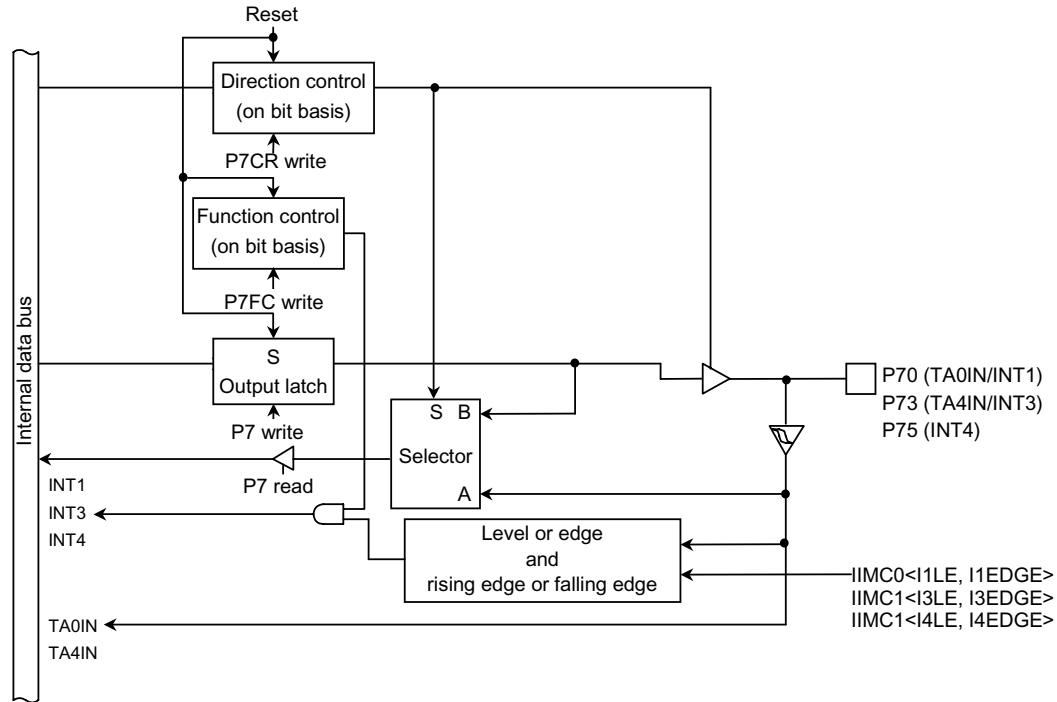 Reset
Direction control
(on bit basis)
P7CR write
Function control
(on bit basis)
P7FC write
Internal data bus
S
Output latch
P7 write
S B
Selector
A
P7 read
P70 (TA0IN/INT1)
P73 (TA4IN/INT3)
P75 (INT4)
INT1
INT3
INT4
Level or edge
and
rising edge or falling edge
IIMC0<I1LE, I1EDGE>
IIMC1<I3LE, I3EDGE>
IIMC1<I4LE, I4EDGE>
TA0IN
TA4IN